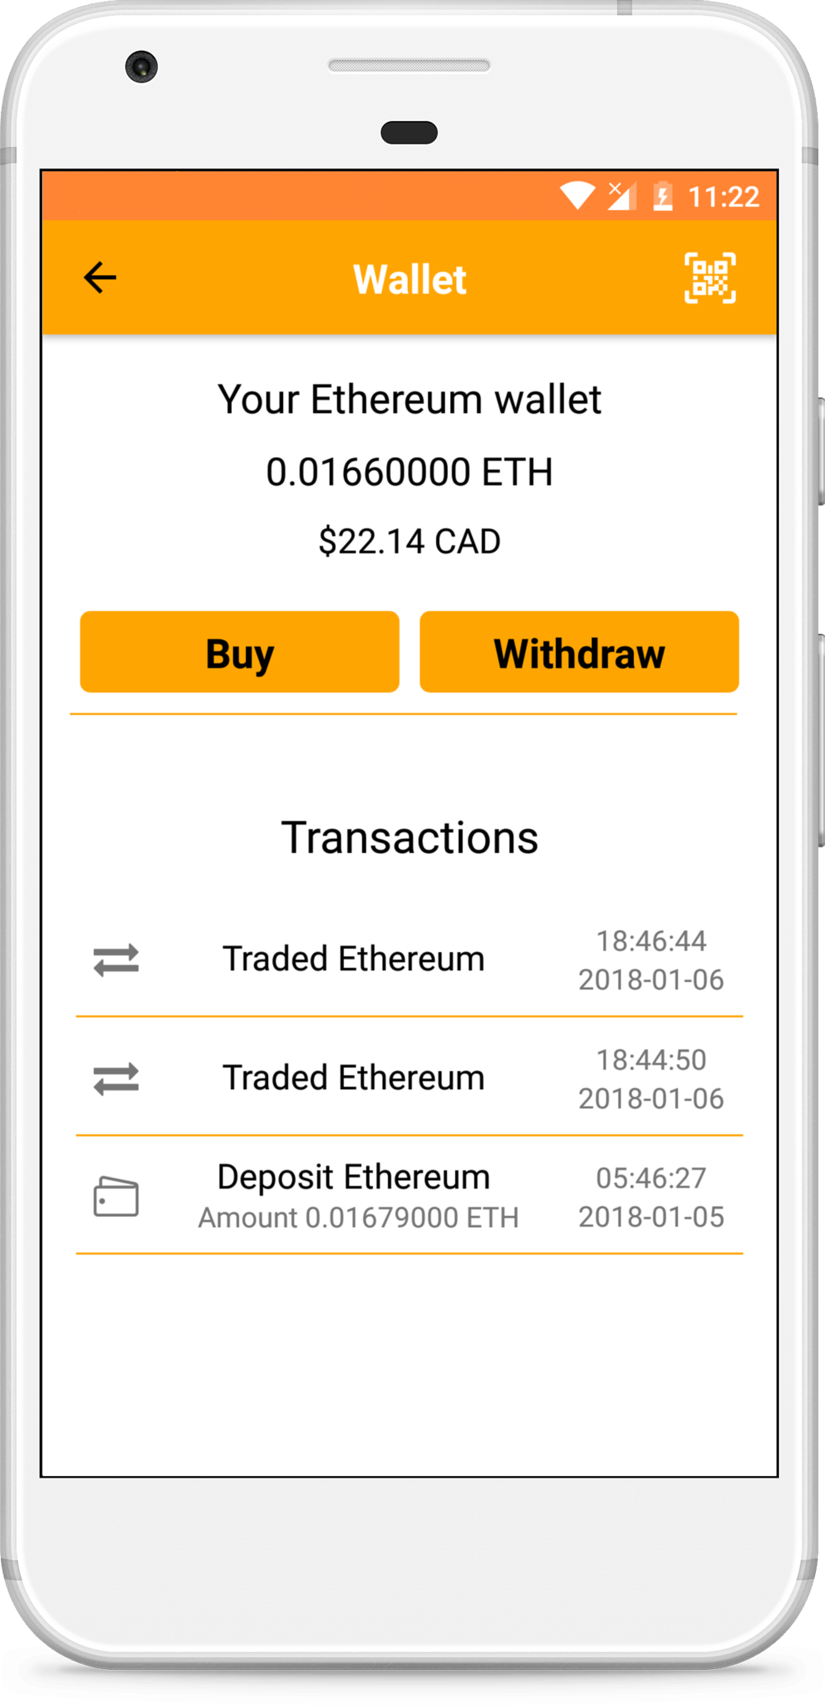 11:22
Wallet
Your Ethereum wallet
0.01660000 ETH
$22.14 CAD
Buy
Withdraw
Transactions
Traded Ethereum
18:46:44
2018-01-06
Traded Ethereum
18:44:50
2018-01-06
Deposit Ethereum
Amount 0.01679000 ETH
05:46:27
2018-01-05